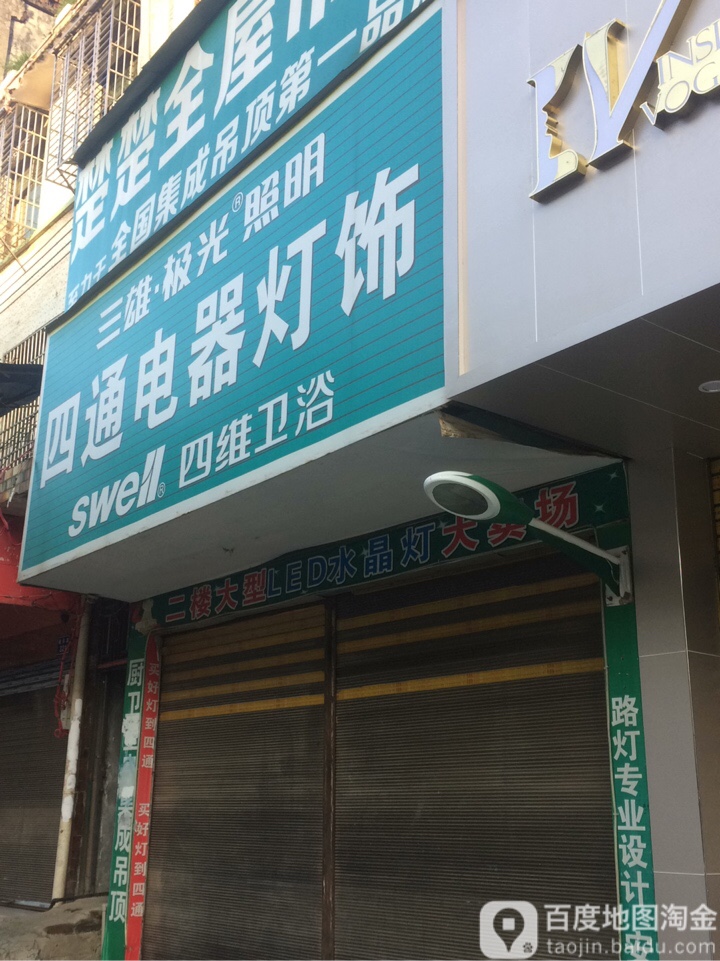 楚楚全屋
全国集成吊顶第一品
三雄·极光®照明
四通电器灯饰
swell® 四维卫浴
INS
VOG
二楼大型LED水晶灯大卖场
厨卫
集成吊顶
买好灯到四通 买好灯到四通
路灯专业设计安
百度地图淘金
taojin.baidu.com